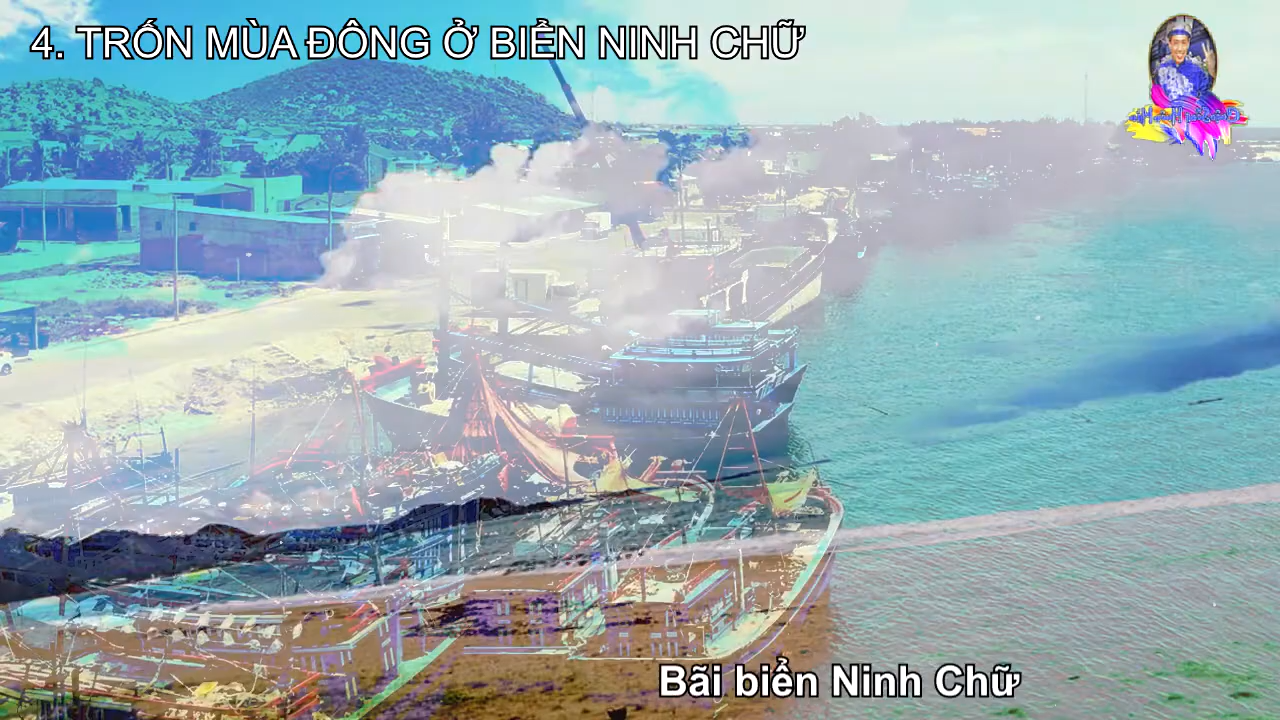 4. TRỐN MÙA ĐÔNG Ở BIỂN NINH CHỮ
Bãi biển Ninh Chữ